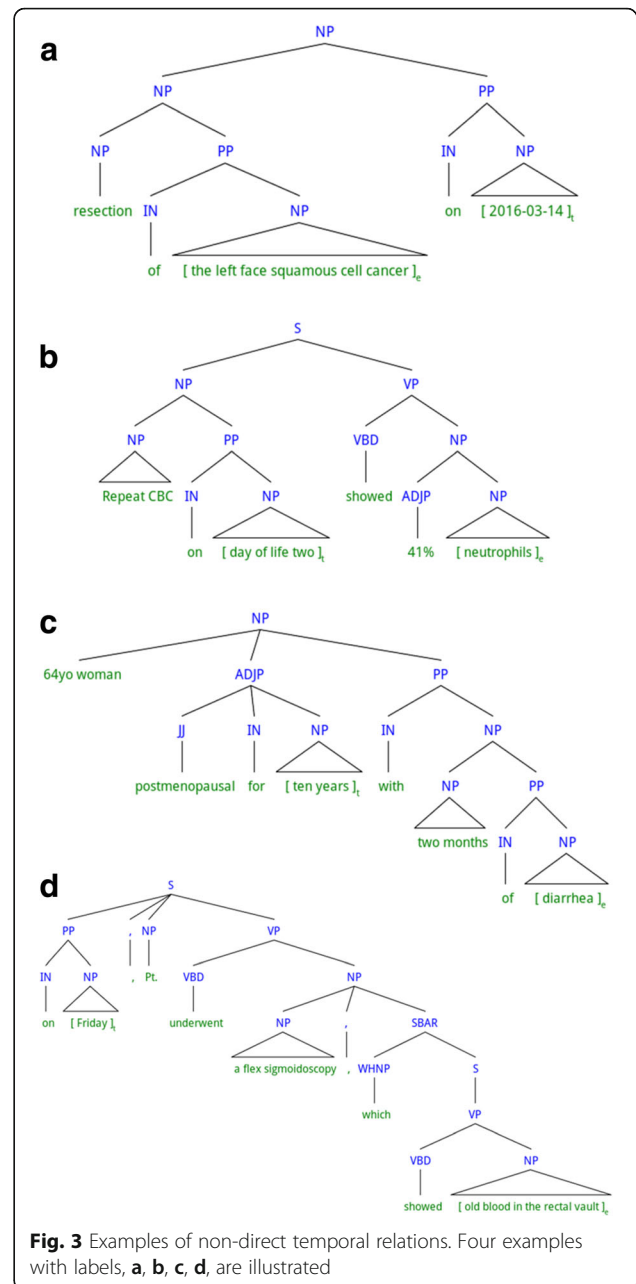 a
NP
NP PP
NP PP IN NP
resection IN NP on [ 2016-03-14 ]t
of [ the left face squamous cell cancer ]e
b
S
NP VP
NP PP VBD NP
Repeat CBC IN NP showed ADJP NP
on [ day of life two ]t 41% [ neutrophils ]e
c
NP
64yo woman ADJP PP
JJ IN NP IN NP
postmenopausal for [ ten years ]t with NP PP
two months IN NP
of [ diarrhea ]e
d
S
PP , NP VP
IN NP , Pt. VBD NP
on [ Friday ]t underwent NP , SBAR
a flex sigmoidoscopy , WHNP S
which VP
VBD NP
showed [ old blood in the rectal vault ]e
Fig. 3 Examples of non-direct temporal relations. Four examples
with labels, a, b, c, d, are illustrated